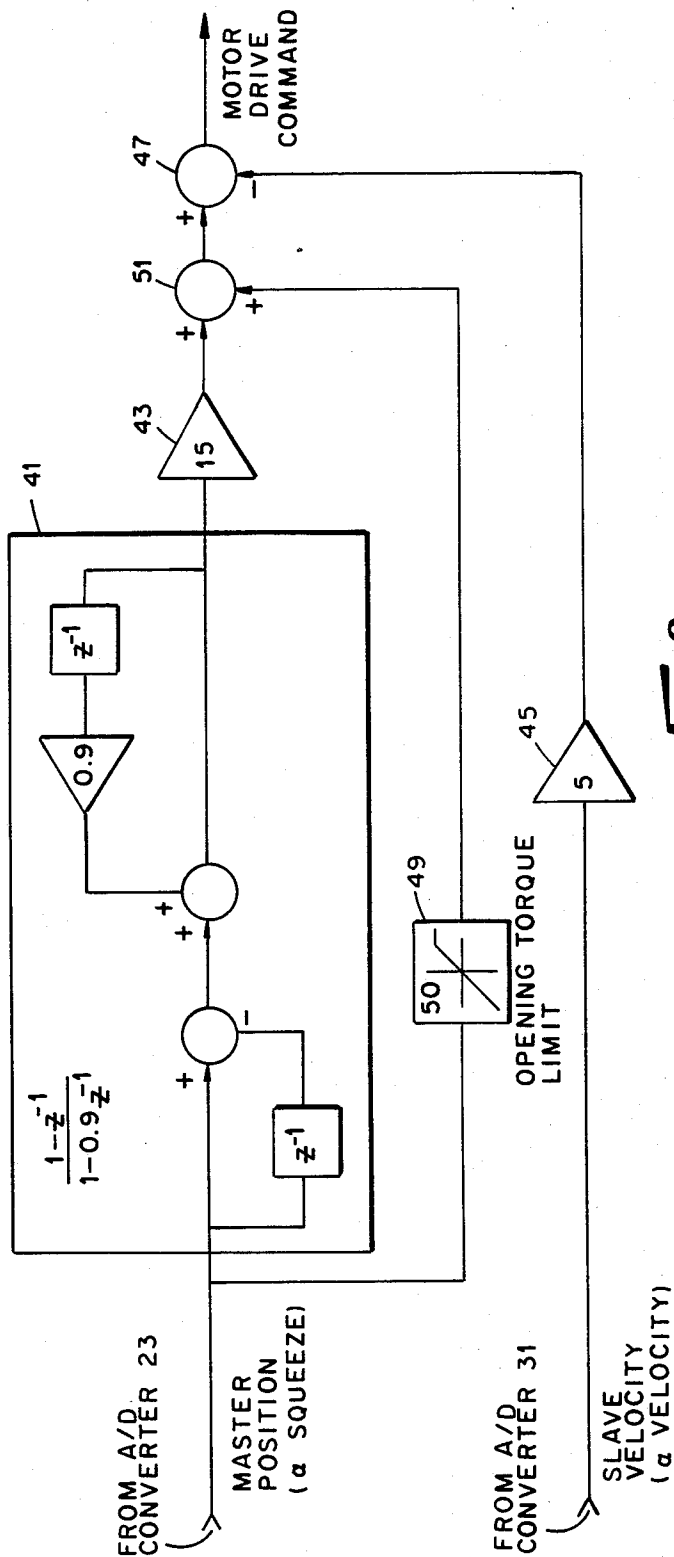 FROM A/D
CONVERTER 23
MASTER
POSITION
(α SQUEEZE)
1-z⁻¹
1-0.9z⁻¹
z⁻¹
+
-
+
+
0.9
z⁻¹
41
15
43
+
+
51
+
-
47
MOTOR
DRIVE
COMMAND
50
49
OPENING TORQUE
LIMIT
FROM A/D
CONVERTER 31
SLAVE
VELOCITY
(α VELOCITY)
5
45